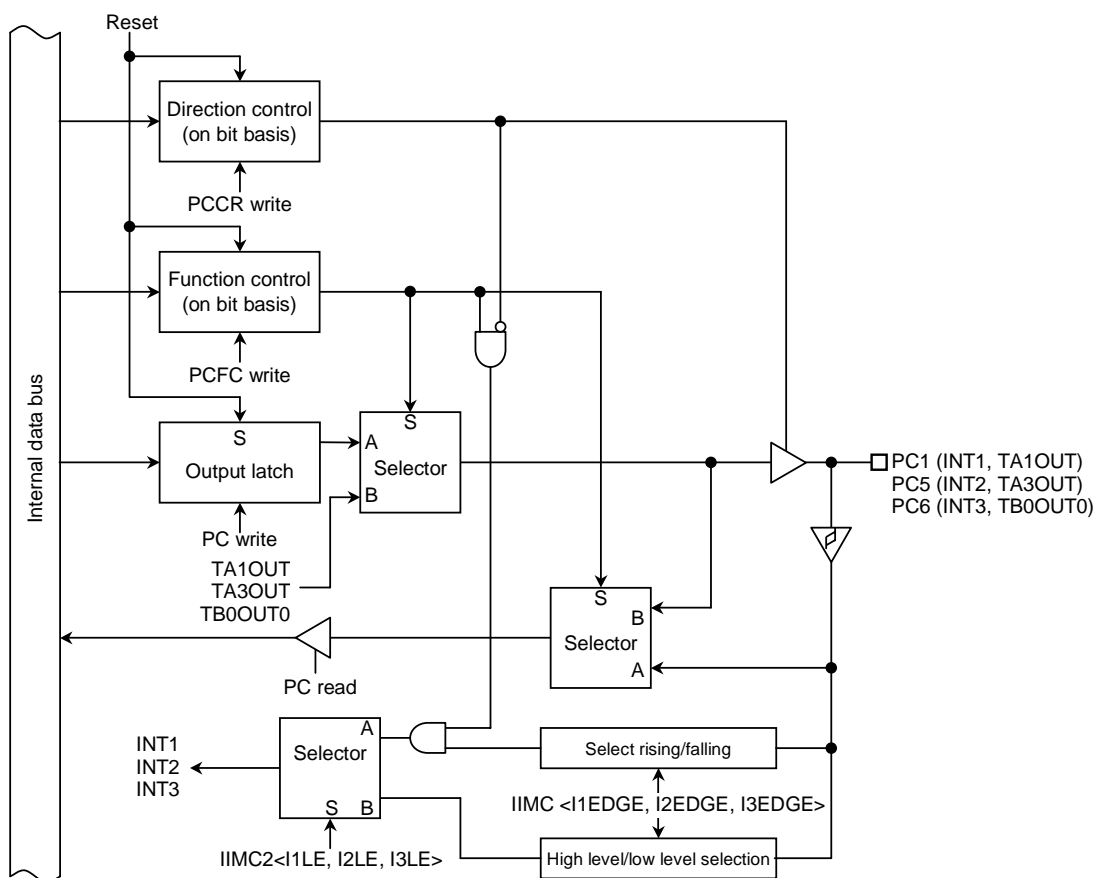 Reset
Direction control
(on bit basis)
PCCR write
Function control
(on bit basis)
PCFC write
Internal data bus
S
Output latch
PC write
S
A
Selector
B
TA1OUT
TA3OUT
TB0OUT0
PC1 (INT1, TA1OUT)
PC5 (INT2, TA3OUT)
PC6 (INT3, TB0OUT0)
S
B
Selector
A
PC read
A
Selector
S B
INT1
INT2
INT3
Select rising/falling
IIMC <I1EDGE, I2EDGE, I3EDGE>
IIMC2<I1LE, I2LE, I3LE>
High level/low level selection